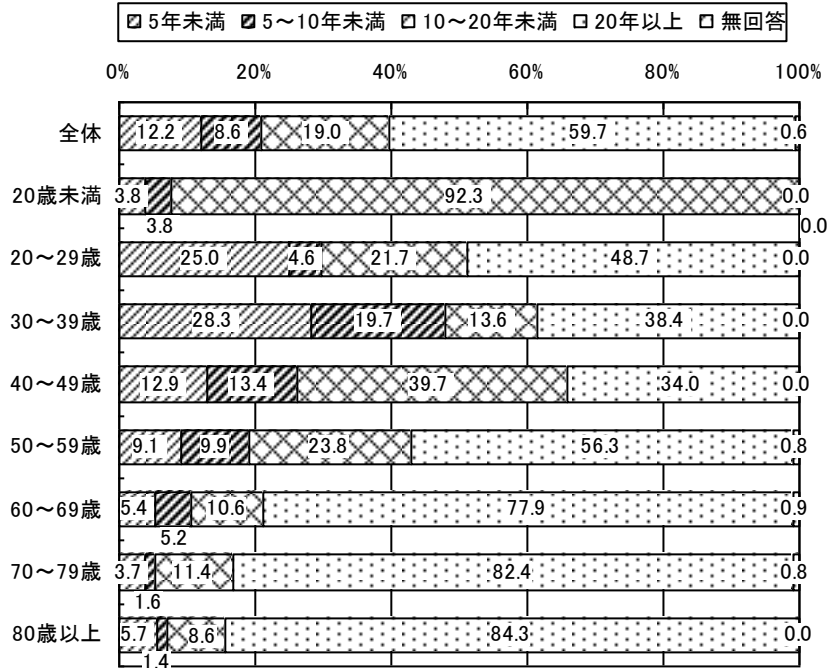 5年未満 5～10年未満 10～20年未満 20年以上 無回答
0% 20% 40% 60% 80% 100%
全体 12.2 8.6 19.0 59.7 0.6
20歳未満 3.8 92.3 0.0
3.8 0.0
20～29歳 25.0 4.6 21.7 48.7 0.0
30～39歳 28.3 19.7 13.6 38.4 0.0
40～49歳 12.9 13.4 39.7 34.0 0.0
50～59歳 9.1 9.9 23.8 56.3 0.8
60～69歳 5.4 10.6 77.9 0.9
5.2
70～79歳 3.7 11.4 82.4 0.8
1.6
80歳以上 5.7 8.6 84.3 0.0
1.4